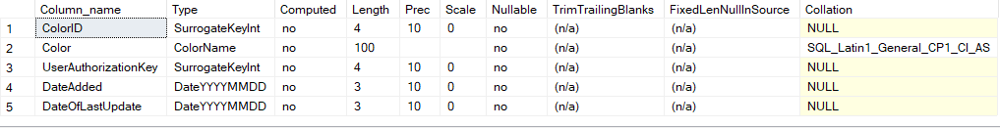 Column_name Type Computed Length Prec Scale Nullable TrimTrailingBlanks FixedLenNullInSource Collation
1 ColorID SurrogateKeyInt no 4 10 0 no (n/a) (n/a) NULL
2 Color ColorName no 100 no (n/a) (n/a) SQL_Latin1_General_CP1_CI_AS
3 UserAuthorizationKey SurrogateKeyInt no 4 10 0 no (n/a) (n/a) NULL
4 DateAdded DateYYYYMMDD no 3 10 0 no (n/a) (n/a) NULL
5 DateOfLastUpdate DateYYYYMMDD no 3 10 0 no (n/a) (n/a) NULL